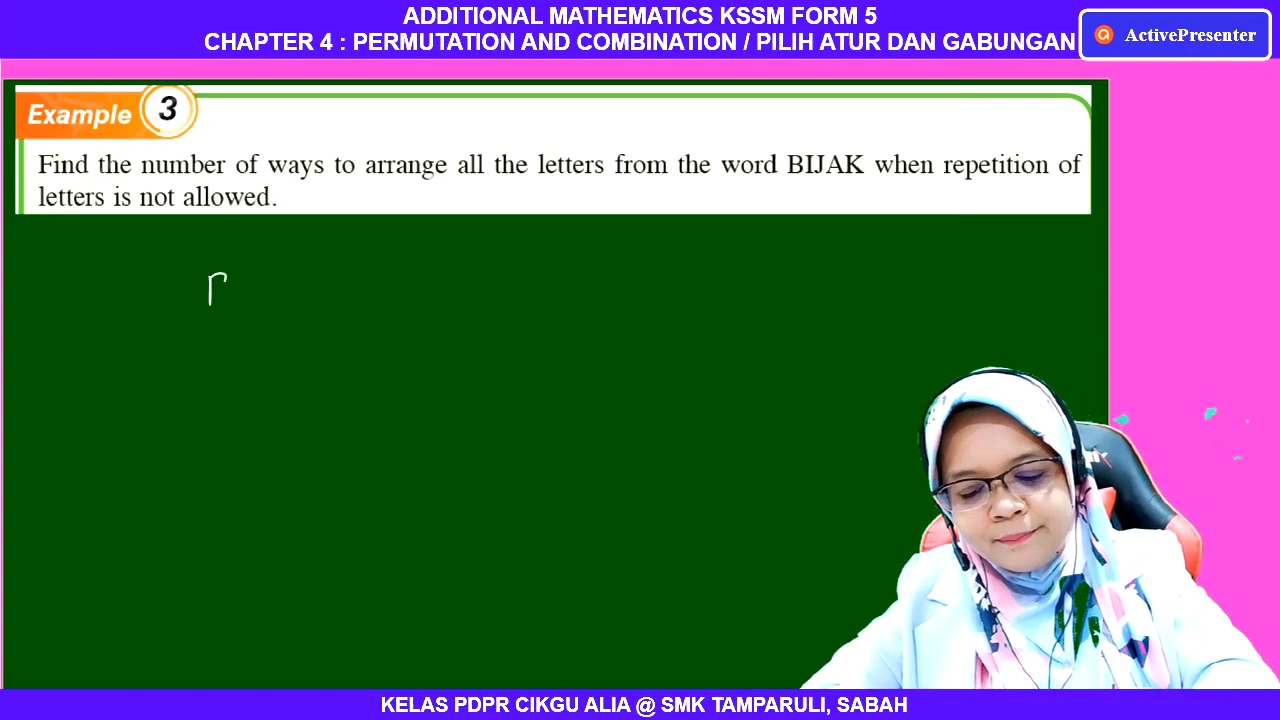 ADDITIONAL MATHEMATICS KSSM FORM 5
CHAPTER 4 : PERMUTATION AND COMBINATION / PILIH ATUR DAN GABUNGAN
ActivePresenter
Example 3
Find the number of ways to arrange all the letters from the word BIJAK when repetition of
letters is not allowed.
KELAS PDPR CIKGU ALIA @ SMK TAMPARULI, SABAH